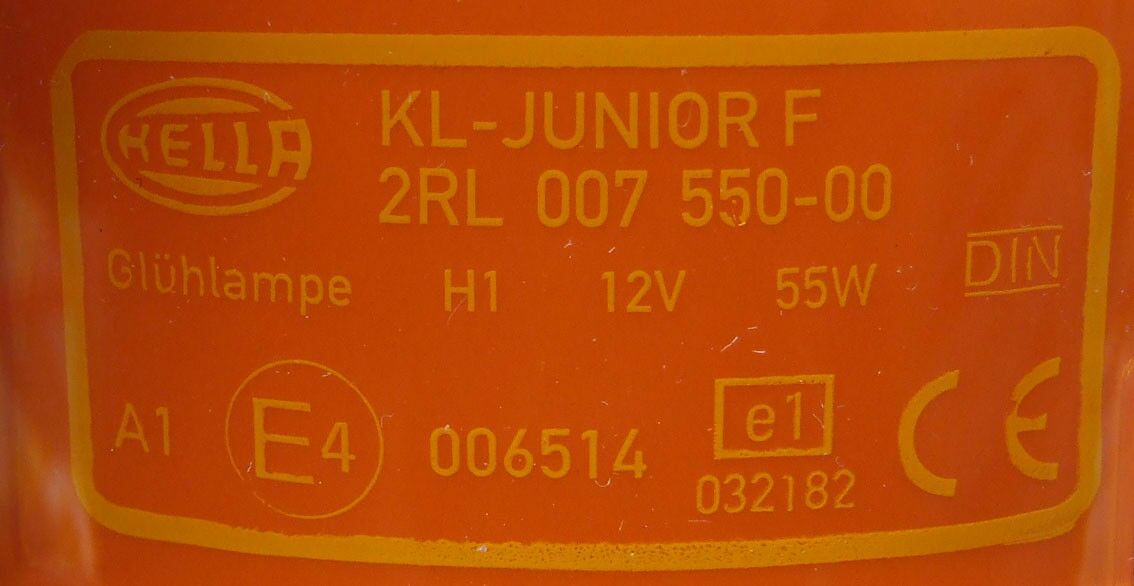 HELLA
KL-JUNIOR F
2RL 007 550-00
Glühlampe H1 12V 55W DIN
A1 E4 006514 e1 CE
032182